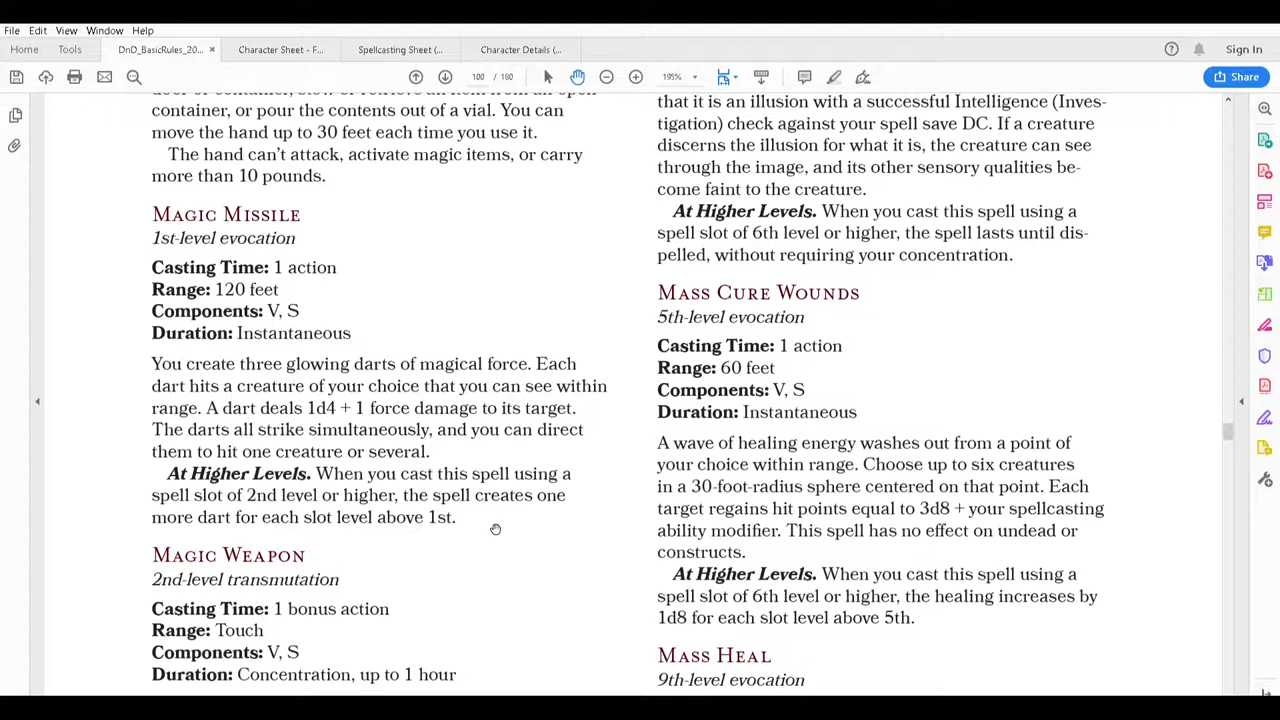 File Edit View Window Help
Home Tools DnD_BasicRules_20... × Character Sheet - F... Spellcasting Sheet (... Character Details (... Sign In
100 / 180 195% Share
container, or pour the contents out of a vial. You can
move the hand up to 30 feet each time you use it.
The hand can't attack, activate magic items, or carry
more than 10 pounds.
MAGIC MISSILE
1st-level evocation
Casting Time: 1 action
Range: 120 feet
Components: V, S
Duration: Instantaneous
You create three glowing darts of magical force. Each
dart hits a creature of your choice that you can see within
range. A dart deals 1d4 + 1 force damage to its target.
The darts all strike simultaneously, and you can direct
them to hit one creature or several.
At Higher Levels. When you cast this spell using a
spell slot of 2nd level or higher, the spell creates one
more dart for each slot level above 1st.
MAGIC WEAPON
2nd-level transmutation
Casting Time: 1 bonus action
Range: Touch
Components: V, S
Duration: Concentration, up to 1 hour
that it is an illusion with a successful Intelligence (Inves-
tigation) check against your spell save DC. If a creature
discerns the illusion for what it is, the creature can see
through the image, and its other sensory qualities be-
come faint to the creature.
At Higher Levels. When you cast this spell using a
spell slot of 6th level or higher, the spell lasts until dis-
pelled, without requiring your concentration.
MASS CURE WOUNDS
5th-level evocation
Casting Time: 1 action
Range: 60 feet
Components: V, S
Duration: Instantaneous
A wave of healing energy washes out from a point of
your choice within range. Choose up to six creatures
in a 30-foot-radius sphere centered on that point. Each
target regains hit points equal to 3d8 + your spellcasting
ability modifier. This spell has no effect on undead or
constructs.
At Higher Levels. When you cast this spell using a
spell slot of 6th level or higher, the healing increases by
1d8 for each slot level above 5th.
MASS HEAL
9th-level evocation